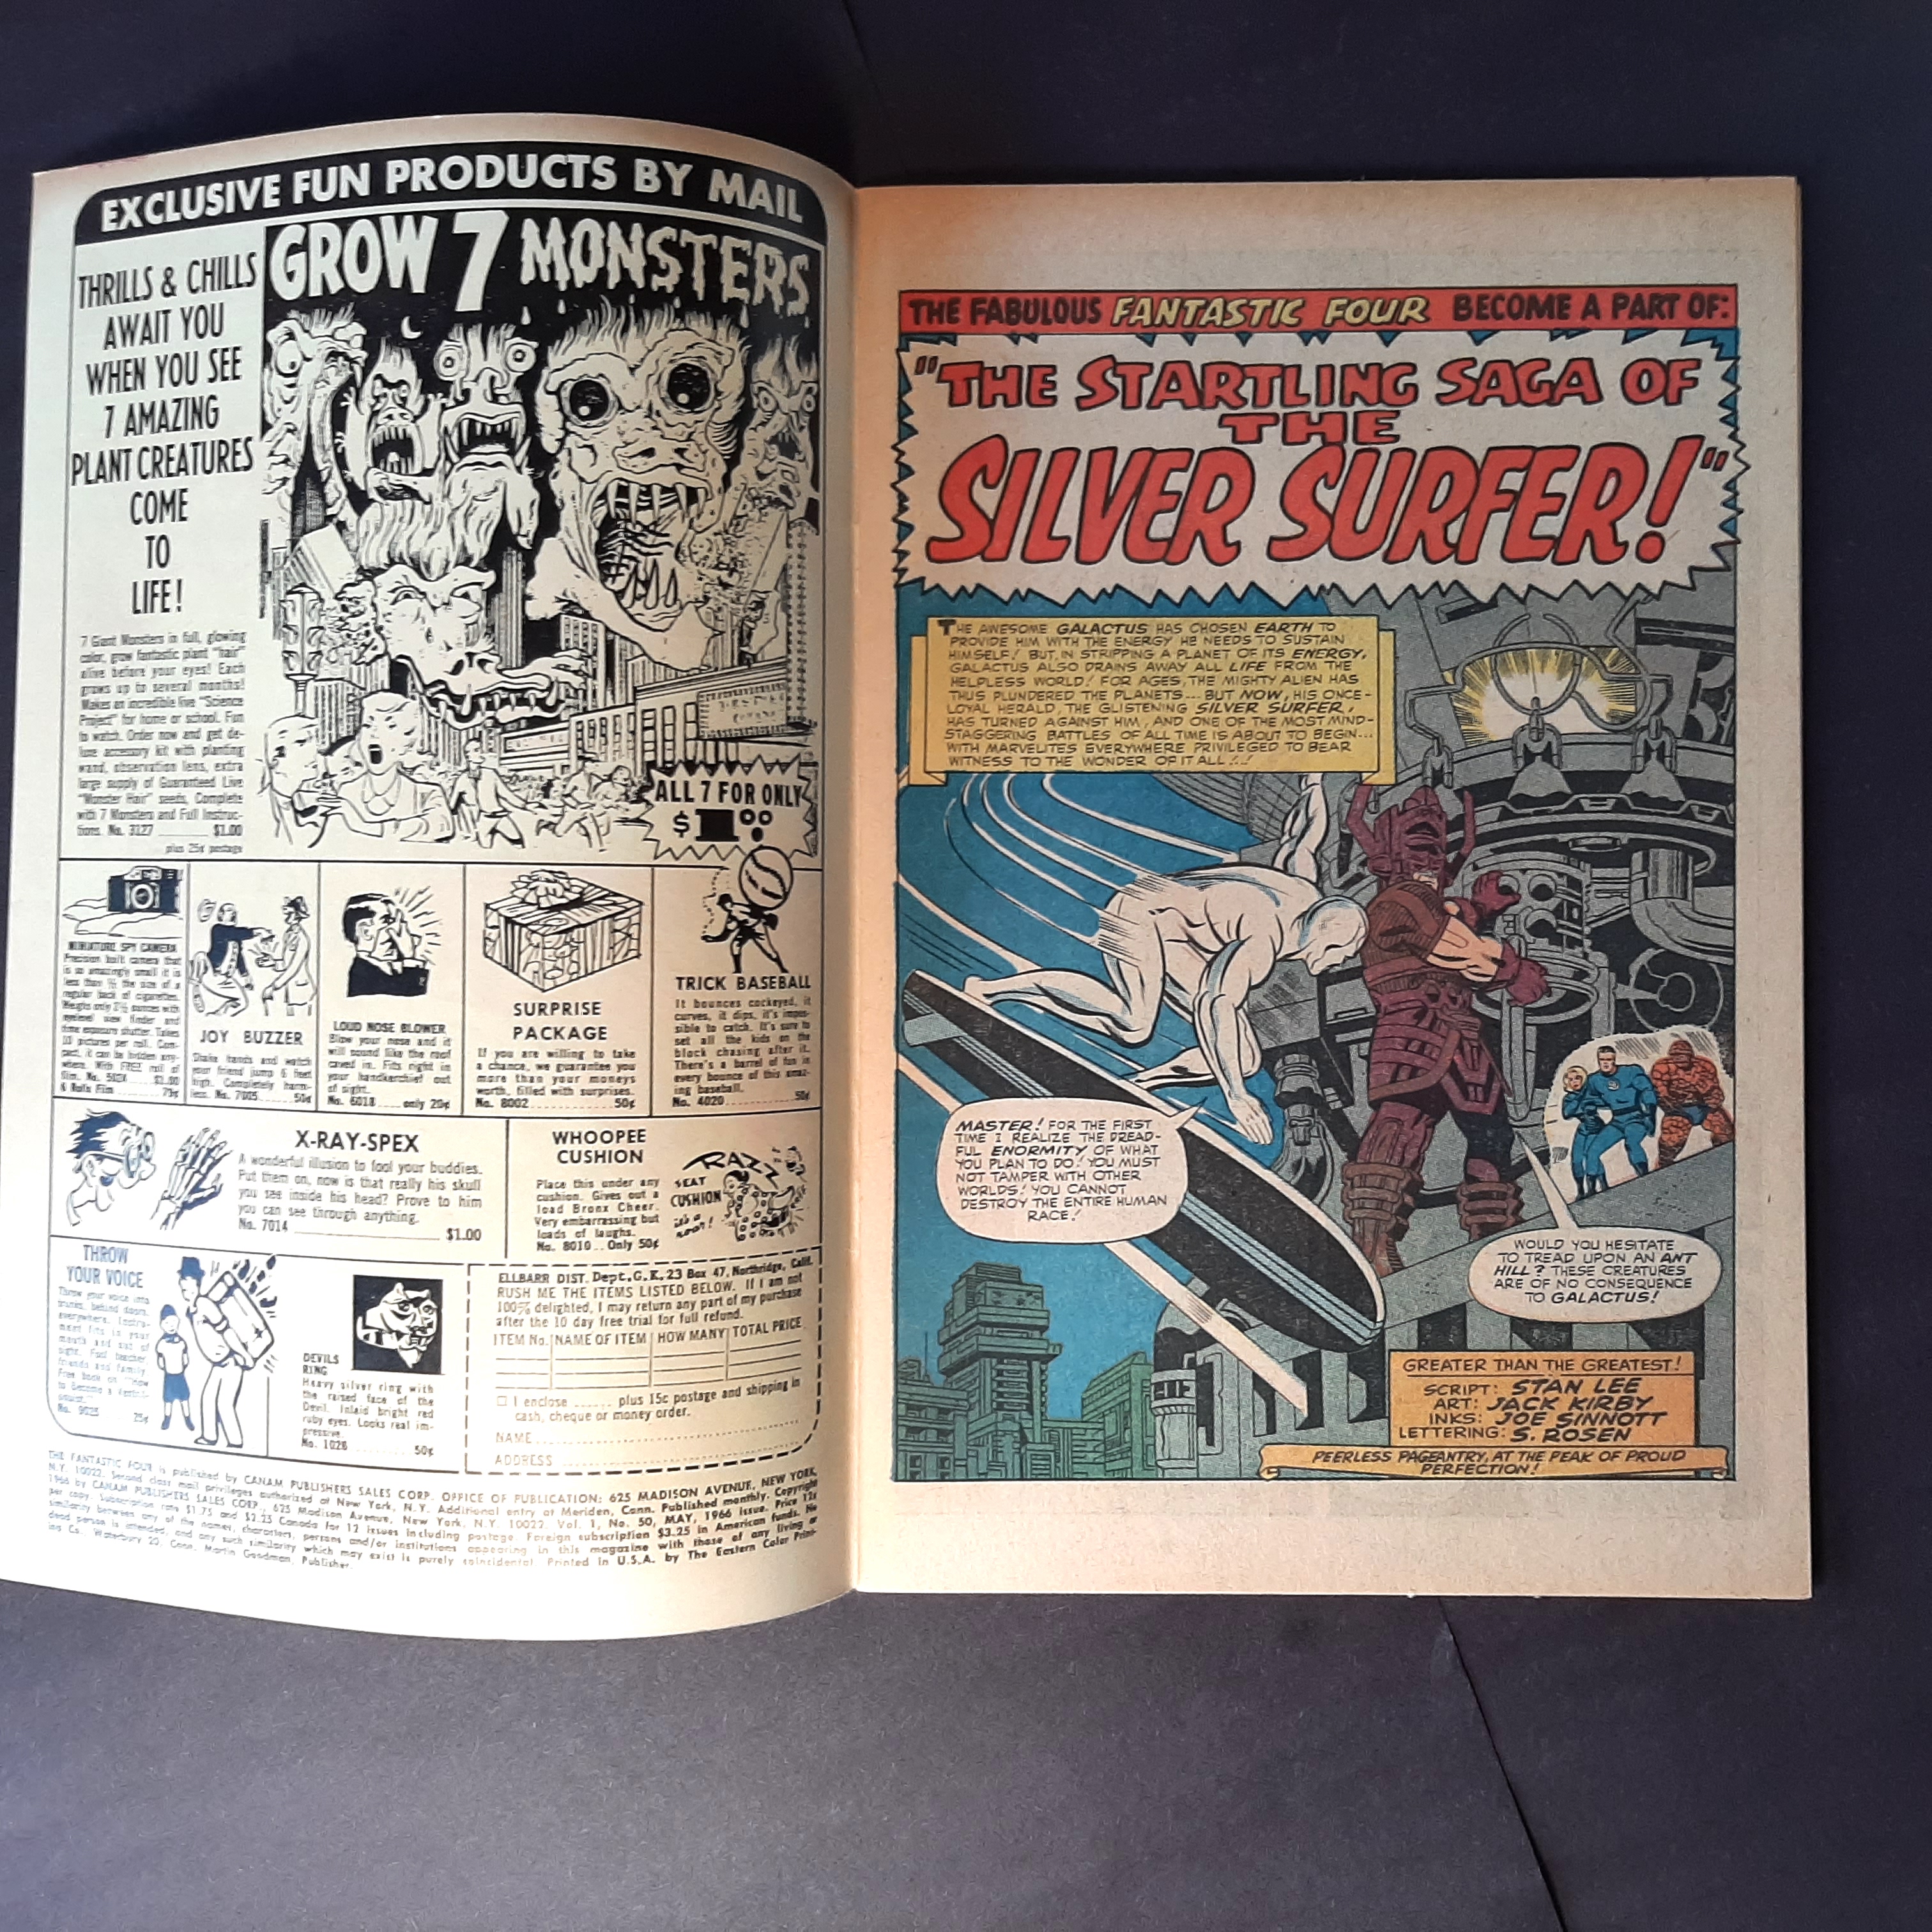 EXCLUSIVE FUN PRODUCTS BY MAIL
GROW 7 MONSTERS
THRILLS & CHILLS
AWAIT YOU
WHEN YOU SEE
7 AMAZING
PLANT CREATURES
COME
TO
LIFE!
7 Giant Monsters in full, glowing
color, grow fantastic plant "hair"
alive before your eyes! Each
grows up to several months!
Makes an incredible live "Science
Project" for home or school. Fun
to watch. Order now and get de-
luxe accessory kit with planting
wand, observation lens, extra
large supply of Guaranteed Live
"Monster Hair" seeds, Complete
with 7 Monsters and Full Instruc-
tions. No. 3127 $1.00
plus 25¢ postage
ALL 7 FOR ONLY
$1.00
MINIATURE SPY CAMERA
Precision built camera that
is so amazingly small it is
less than ½ the size of a
regular pack of cigarettes.
Weighs only 2½ ounces with
eyelevel view finder and
time exposure shutter. Takes
10 pictures per roll. Com-
pact, it can be hidden any-
where. With FREE roll of
film. No. $1.00
6 Rolls Film 75¢
JOY BUZZER
Shake hands and watch
your friend jump 6 feet
high. Completely harm-
less. No. 7005 50¢
LOUD NOSE BLOWER
Blow your nose and it
will sound like the roof
caved in. Fits right in
your handkerchief out
of sight.
No. 6018 only 20¢
SURPRISE
PACKAGE
If you are willing to take
a chance, we guarantee you
more than your moneys
worth, filled with surprises.
No. 8002 50¢
TRICK BASEBALL
It bounces cockeyed, it
curves, it dips, it's impos-
sible to catch. It's sure to
set all the kids on the
block chasing after it.
There's a barrel of fun in
every bounce of this amaz-
ing baseball.
No. 4020 50¢
X-RAY-SPEX
A wonderful illusion to fool your buddies.
Put them on, now is that really his skull
you see inside his head? Prove to him
you can see through anything.
No. 7014 $1.00
WHOOPEE
CUSHION
Place this under any
cushion. Gives out a
load Bronx Cheer.
Very embarrassing but
loads of laughs.
No. 8010 .. Only 50¢
RAZZ
SEAT
CUSHION
it's a
roar!
THROW
YOUR VOICE
Throw your voice into
trunks, behind doors,
everywhere. Instru-
ment fits in your
mouth and out of
sight. Fool teacher
friends and family.
Free book on "How
to Become a Ventril-
oquist.
No. 9025 25¢
DEVILS
RING
Heavy silver ring with
the raised face of the
Devil. Inlaid bright red
ruby eyes. Looks real im-
pressive.
No. 1028 50¢
ELLBARR DIST. Dept. G.K. 23 Box 47, Northridge, Calif.
RUSH ME THE ITEMS LISTED BELOW. If I am not
100% delighted, I may return any part of my purchase
after the 10 day free trial for full refund.
ITEM No. NAME OF ITEM HOW MANY TOTAL PRICE
I enclose ...... plus 15c postage and shipping in
cash, cheque or money order.
NAME
ADDRESS
THE FANTASTIC FOUR is published by CANAM PUBLISHERS SALES CORP. OFFICE OF PUBLICATION: 625 MADISON AVENUE, NEW YORK,
N.Y. 10022. Second class mail privileges authorized at New York, N.Y. Additional entry at Meriden, Conn. Published monthly. Copyright
1966 by CANAM PUBLISHERS SALES CORP., 625 Madison Avenue, New York, N.Y. 10022. Vol. 1, No. 50, MAY, 1966 issue. Price 12¢
per copy. Subscription rate $1.75 and $2.25 Canada for 12 issues including postage. Foreign subscription $3.25 in American funds. No
similarity between any of the names, characters, persons and/or institutions appearing in this magazine with those of any living or
dead person is intended, and any such similarity which may exist is purely coincidental. Printed in U.S.A. by The Eastern Color Print-
ing Co., Waterbury 20, Conn. Martin Goodman, Publisher.
THE FABULOUS FANTASTIC FOUR BECOME A PART OF:
"THE STARTLING SAGA OF
THE
SILVER SURFER!"
THE AWESOME GALACTUS HAS CHOSEN EARTH TO
PROVIDE HIM WITH THE ENERGY HE NEEDS TO SUSTAIN
HIMSELF! BUT, IN STRIPPING A PLANET OF ITS ENERGY,
GALACTUS ALSO DRAINS AWAY ALL LIFE FROM THE
HELPLESS WORLD! FOR AGES, THE MIGHTY ALIEN HAS
THUS PLUNDERED THE PLANETS... BUT NOW, HIS ONCE-
LOYAL HERALD, THE GLISTENING SILVER SURFER,
HAS TURNED AGAINST HIM, AND ONE OF THE MOST MIND-
STAGGERING BATTLES OF ALL TIME IS ABOUT TO BEGIN...
WITH MARVELITES EVERYWHERE PRIVILEGED TO BEAR
WITNESS TO THE WONDER OF IT ALL...!
MASTER! FOR THE FIRST
TIME I REALIZE THE DREAD-
FUL ENORMITY OF WHAT
YOU PLAN TO DO! YOU MUST
NOT TAMPER WITH OTHER
WORLDS! YOU CANNOT
DESTROY THE ENTIRE HUMAN
RACE!
WOULD YOU HESITATE
TO TREAD UPON AN ANT
HILL? THESE CREATURES
ARE OF NO CONSEQUENCE
TO GALACTUS!
GREATER THAN THE GREATEST!
SCRIPT: STAN LEE
ART: JACK KIRBY
INKS: JOE SINNOTT
LETTERING: S. ROSEN
PEERLESS PAGEANTRY, AT THE PEAK OF PROUD
PERFECTION!